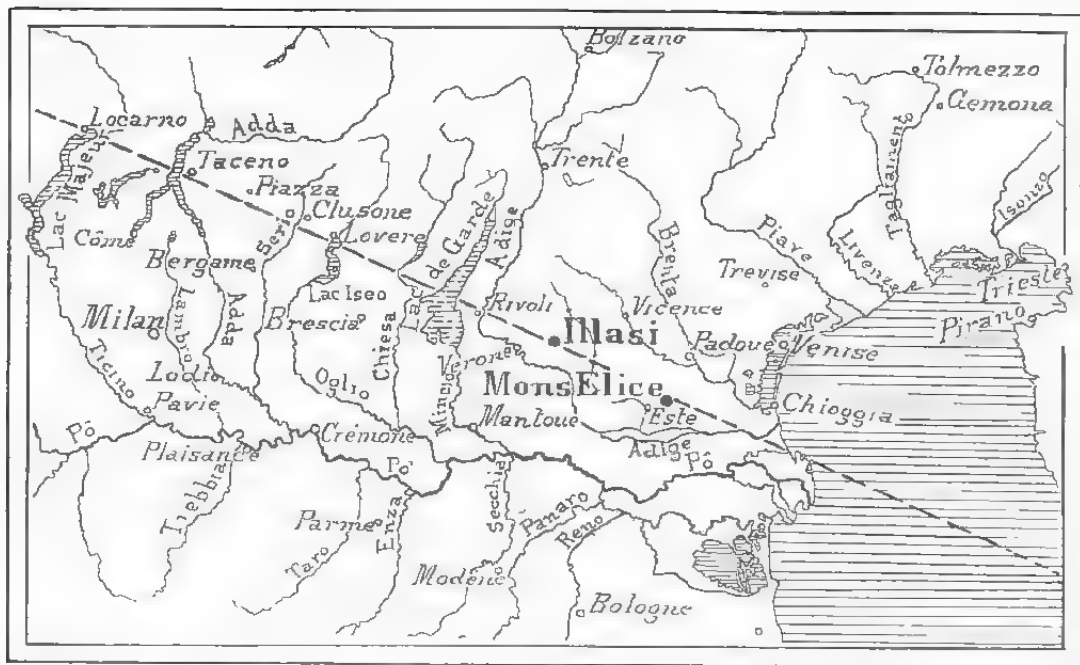 Bolzano
Tolmezzo
Gemona
Locarno
Adda
Lac Majeur
Taceno
Trente
Tagliamento
Piazza
Isonzo
Clusone
Serio
Lac de Garde
Adige
Brenta
Piave
Livenza
Côme
Lovere
Bergame
Trevise
Trieste
Lac Iseo
Rivoli
Vicence
Pirano
Milan
Lambro
Adda
Brescia
Chiesa
Illasi
Padoue
Venise
Ticino
Verone
Lodi
Oglio
Mincio
MonsElice
Pavie
Mantoue
Este
Chioggia
Pô
Plaisance
Crémone
Adige
Pô
Pô
Trebbia
Secchia
Panaro
Parme
Enza
Reno
Taro
Modène
Bologne